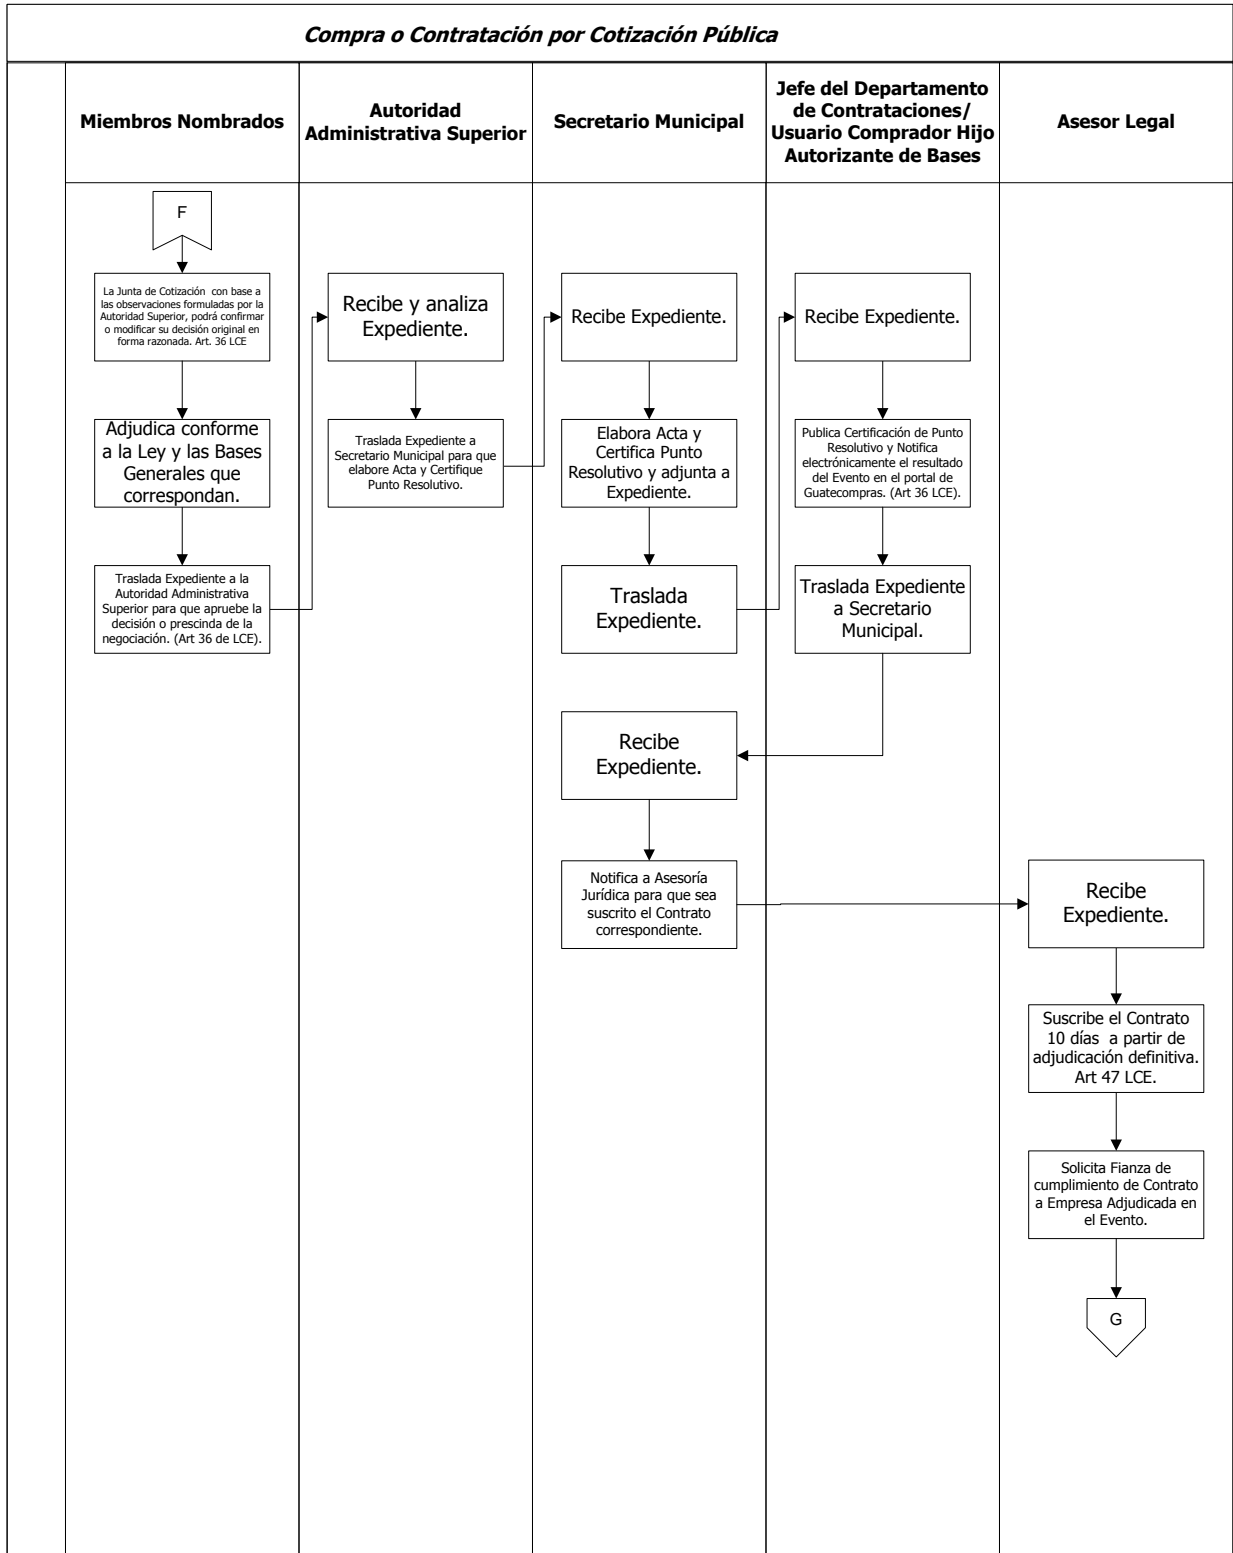 Compra o Contratación por Cotización Pública
Miembros Nombrados
Autoridad
Administrativa Superior
Secretario Municipal
Jefe del Departamento
de Contrataciones/
Usuario Comprador Hijo
Autorizante de Bases
Asesor Legal
F
La Junta de Cotización con base a
las observaciones formuladas por la
Autoridad Superior, podrá confirmar
o modificar su decisión original en
forma razonada. Art. 36 LCE
Recibe y analiza
Expediente.
Recibe Expediente.
Recibe Expediente.
Adjudica conforme
a la Ley y las Bases
Generales que
correspondan.
Traslada Expediente a
Secretario Municipal para que
elabore Acta y Certifique
Punto Resolutivo.
Elabora Acta y
Certifica Punto
Resolutivo y adjunta a
Expediente.
Publica Certificación de Punto
Resolutivo y Notifica
electrónicamente el resultado
del Evento en el portal de
Guatecompras. (Art 36 LCE).
Traslada Expediente a la
Autoridad Administrativa
Superior para que apruebe la
decisión o prescinda de la
negociación. (Art 36 de LCE).
Traslada
Expediente.
Traslada Expediente
a Secretario
Municipal.
Recibe
Expediente.
Notifica a Asesoría
Jurídica para que sea
suscrito el Contrato
correspondiente.
Recibe
Expediente.
Suscribe el Contrato
10 días a partir de
adjudicación definitiva.
Art 47 LCE.
Solicita Fianza de
cumplimiento de Contrato
a Empresa Adjudicada en
el Evento.
G